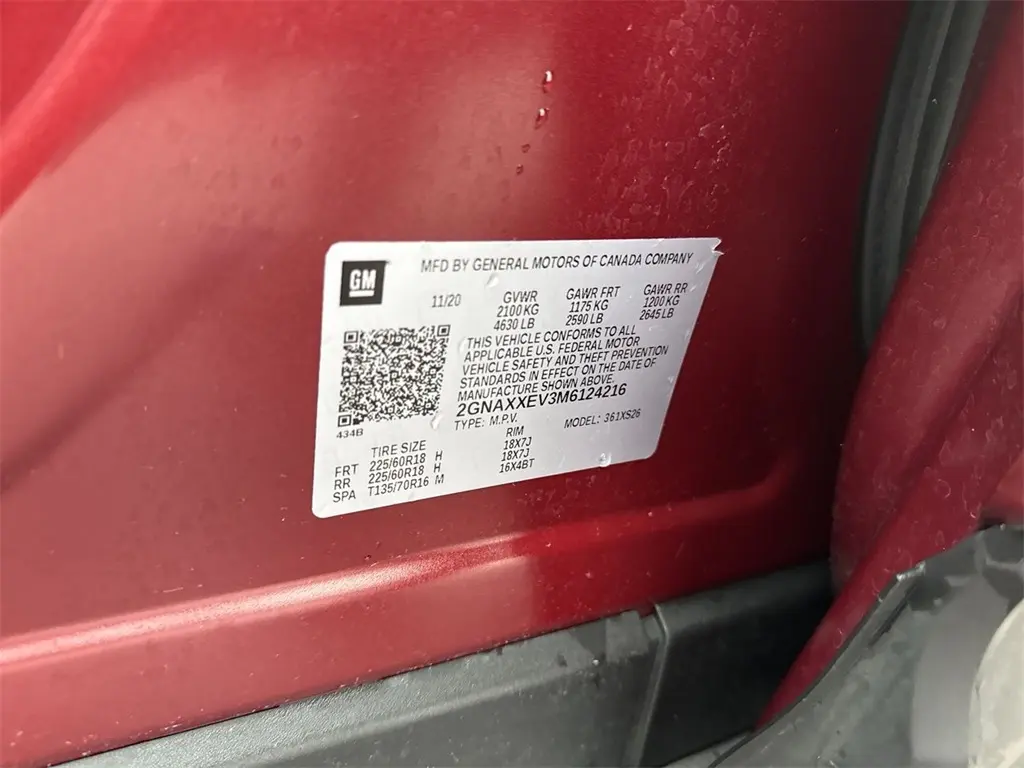 GM
MFD BY GENERAL MOTORS OF CANADA COMPANY
11/20 GVWR GAWR FRT GAWR RR
2100 KG 1175 KG 1200 KG
4630 LB 2590 LB 2645 LB
THIS VEHICLE CONFORMS TO ALL
APPLICABLE U.S. FEDERAL MOTOR
VEHICLE SAFETY AND THEFT PREVENTION
STANDARDS IN EFFECT ON THE DATE OF
MANUFACTURE SHOWN ABOVE.
2GNAXXEV3M6124216
434B
TYPE: M.P.V. MODEL: 361XS26
TIRE SIZE RIM
FRT 225/60R18 H 18X7J
RR 225/60R18 H 18X7J
SPA T135/70R16 M 16X4BT